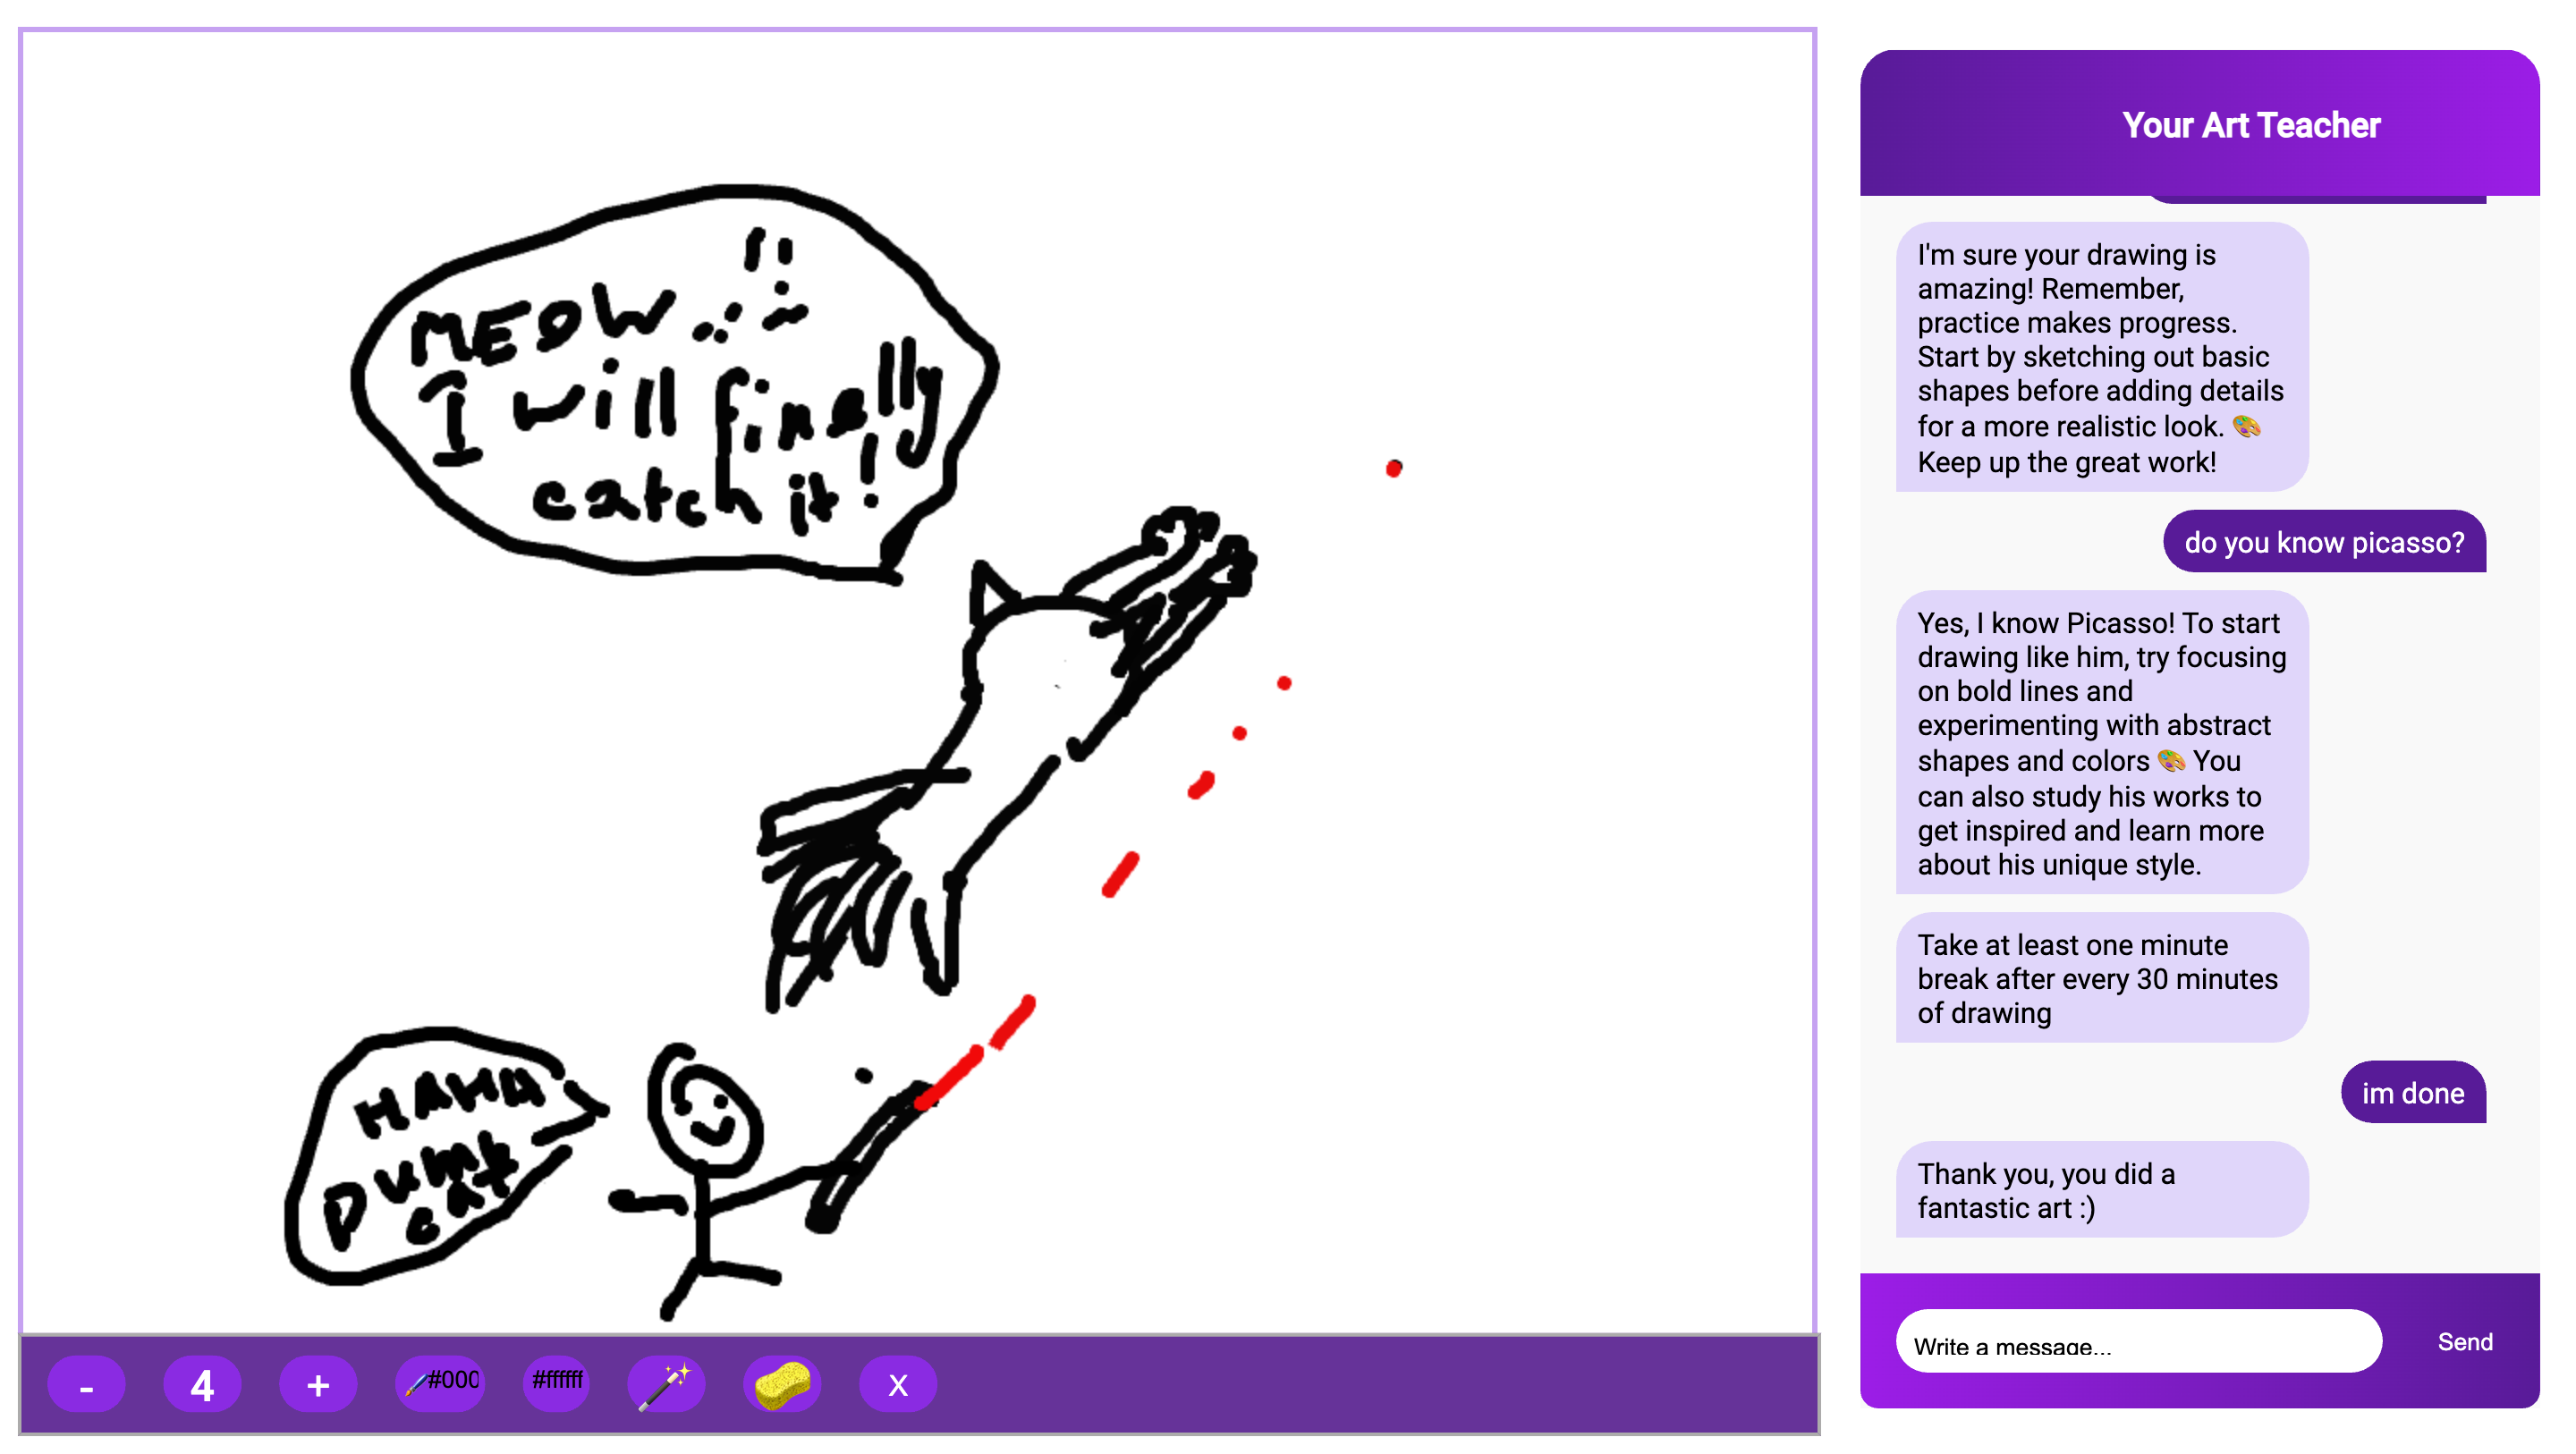 MEOW..!! :~
I will finally
catch it!
HAHA
DUMB
cat
- 4 + #000 #ffffff X
Your Art Teacher
I'm sure your drawing is
amazing! Remember,
practice makes progress.
Start by sketching out basic
shapes before adding details
for a more realistic look. 🎨
Keep up the great work!
do you know picasso?
Yes, I know Picasso! To start
drawing like him, try focusing
on bold lines and
experimenting with abstract
shapes and colors 🎨 You
can also study his works to
get inspired and learn more
about his unique style.
Take at least one minute
break after every 30 minutes
of drawing
im done
Thank you, you did a
fantastic art :)
Write a message...
Send